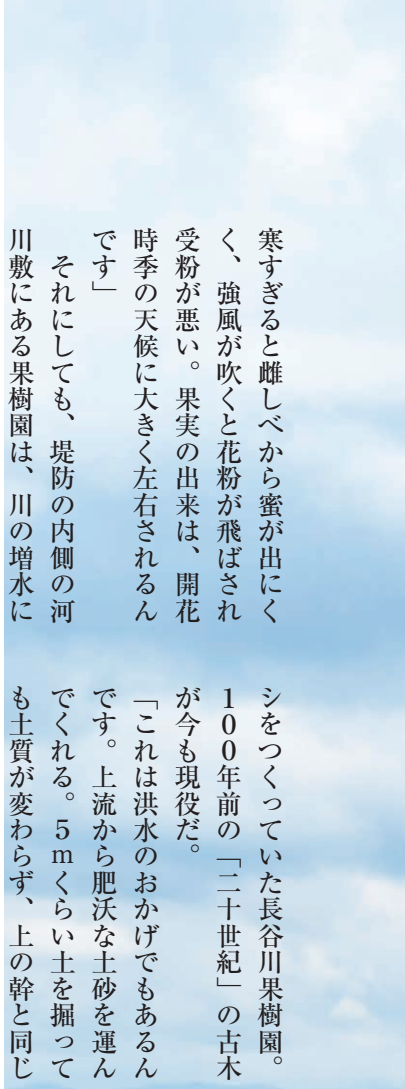 寒すぎると雌しべから蜜が出にく
く、強風が吹くと花粉が飛ばされ
受粉が悪い。果実の出来は、開花
時季の天候に大きく左右されるん
です」
それにしても、堤防の内側の河
川敷にある果樹園は、川の増水に
シをつくっていた長谷川果樹園。
100年前の「二十世紀」の古木
が今も現役だ。
「これは洪水のおかげでもあるん
です。上流から肥沃な土砂を運ん
でくれる。5mくらい土を掘って
も土質が変わらず、上の幹と同じ